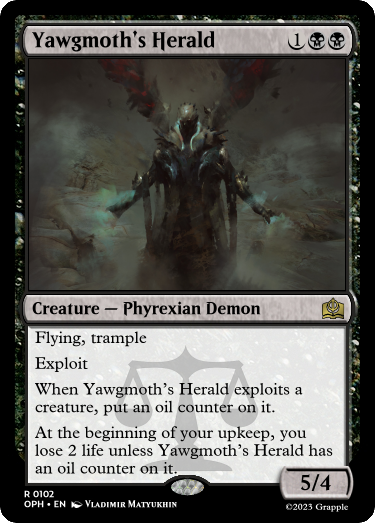 Yawgmoth's Herald 1
Creature — Phyrexian Demon
Flying, trample
Exploit
When Yawgmoth's Herald exploits a
creature, put an oil counter on it.
At the beginning of your upkeep, you
lose 2 life unless Yawgmoth's Herald has
an oil counter on it.
5/4
R 0102
OPH • EN Vladimir Matyukhin
©2023 Grapple